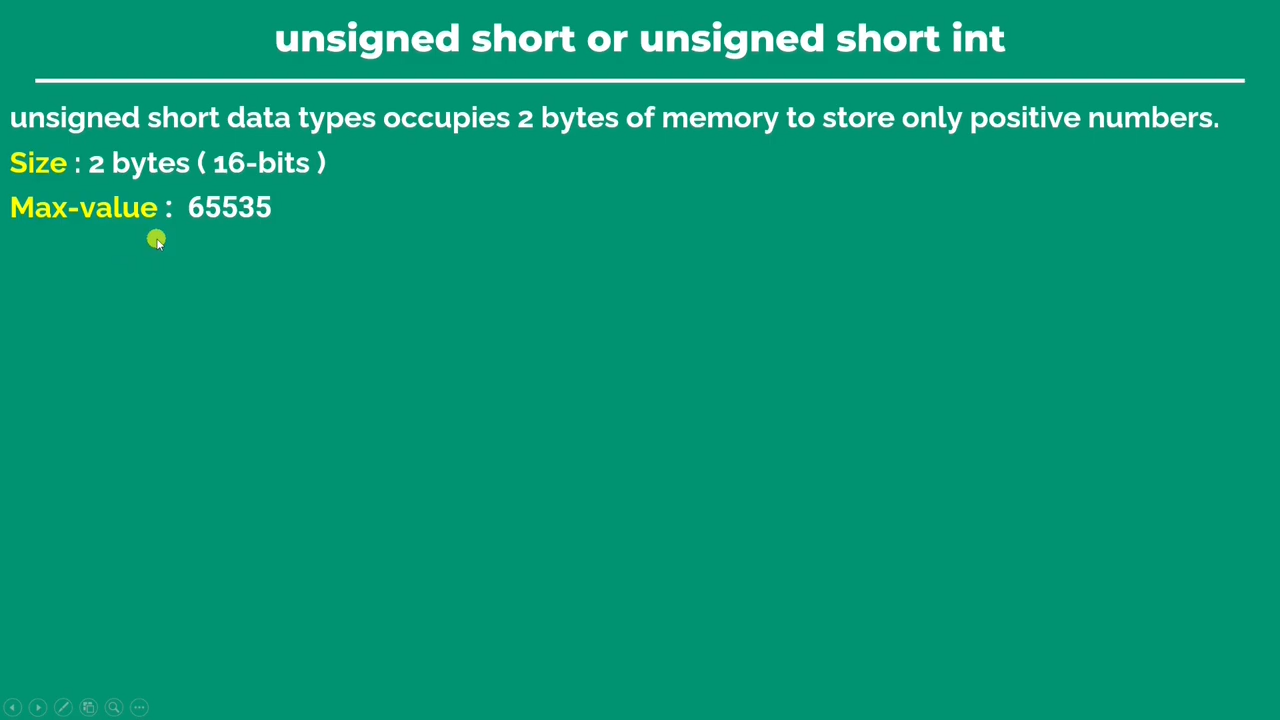 unsigned short or unsigned short int
unsigned short data types occupies 2 bytes of memory to store only positive numbers.
Size : 2 bytes ( 16-bits )
Max-value :  65535